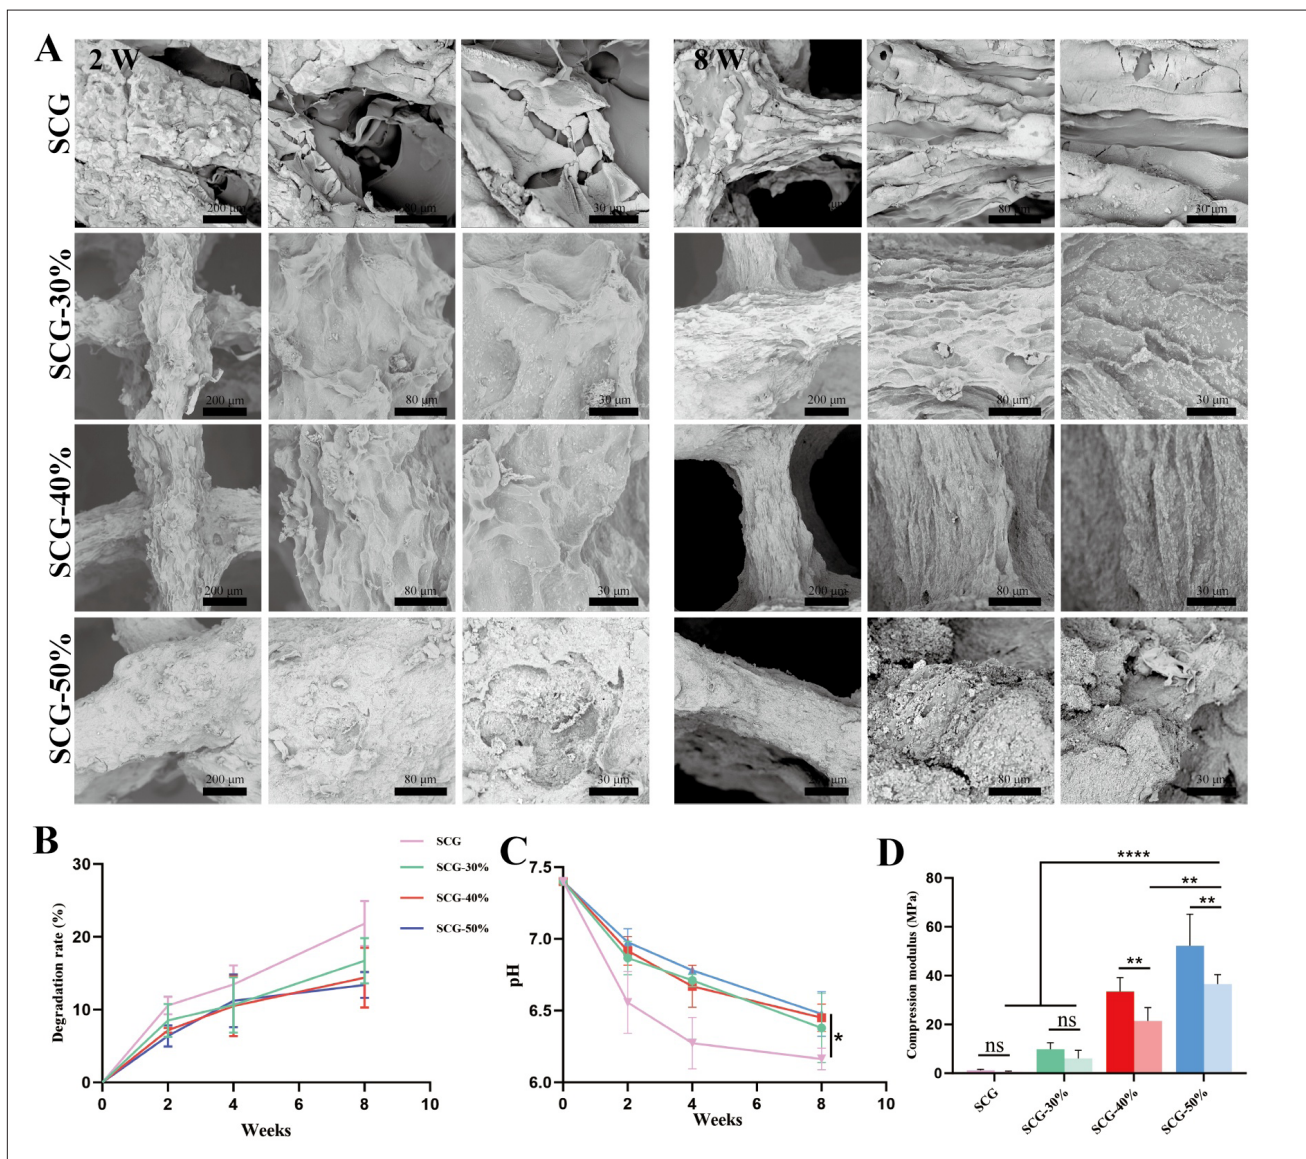 A
2 W
8 W
SCG
200 μm
80 μm
30 μm
μm
80 μm
30 μm
SCG-30%
200 μm
80 μm
30 μm
200 μm
80 μm
30 μm
SCG-40%
200 μm
80 μm
30 μm
200 μm
80 μm
30 μm
SCG-50%
200 μm
80 μm
30 μm
200 μm
80 μm
30 μm
B
SCG
SCG-30%
SCG-40%
SCG-50%
Degradation rate (%)
30
20
10
0
0 2 4 6 8 10
Weeks
C
pH
7.5
7.0
6.5
6.0
*
0 2 4 6 8 10
Weeks
D
Compression modulus (MPa)
80
60
40
20
0
****
**
**
**
ns
ns
SCG
SCG-30%
SCG-40%
SCG-50%